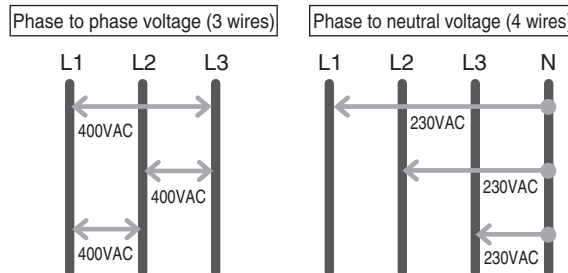 Phase to phase voltage (3 wires)
L1 L2 L3
400VAC
400VAC
400VAC
Phase to neutral voltage (4 wires)
L1 L2 L3 N
230VAC
230VAC
230VAC